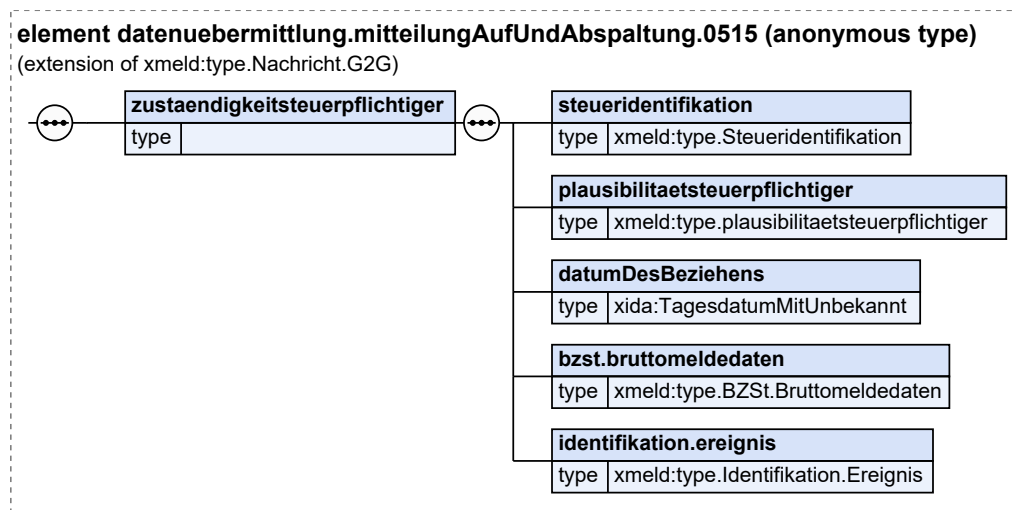 element datenuebermittlung.mitteilungAufUndAbspaltung.0515 (anonymous type)
(extension of xmeld:type.Nachricht.G2G)
zustaendigkeitsteuerpflichtiger
type
steueridentifikation
type xmeld:type.Steueridentifikation
plausibilitaetsteuerpflichtiger
type xmeld:type.plausibilitaetsteuerpflichtiger
datumDesBeziehens
type xida:TagesdatumMitUnbekannt
bzst.bruttomeldedaten
type xmeld:type.BZSt.Bruttomeldedaten
identifikation.ereignis
type xmeld:type.Identifikation.Ereignis